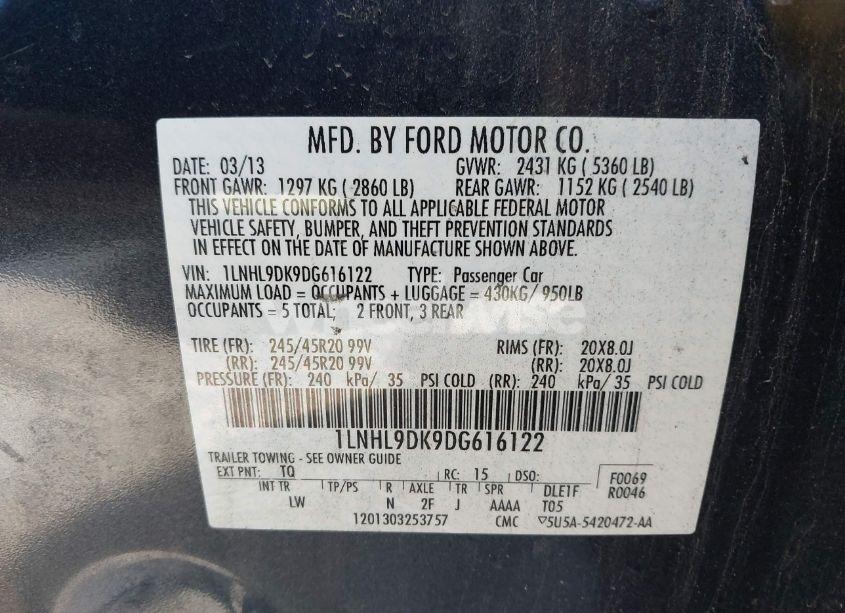 MFD. BY FORD MOTOR CO.
DATE: 03/13 GVWR: 2431 KG ( 5360 LB)
FRONT GAWR: 1297 KG ( 2860 LB) REAR GAWR: 1152 KG ( 2540 LB)
THIS VEHICLE CONFORMS TO ALL APPLICABLE FEDERAL MOTOR
VEHICLE SAFETY, BUMPER, AND THEFT PREVENTION STANDARDS
IN EFFECT ON THE DATE OF MANUFACTURE SHOWN ABOVE.
VIN: 1LNHL9DK9DG616122 TYPE: Passenger Car
MAXIMUM LOAD = OCCUPANTS + LUGGAGE = 430KG/ 950LB
OCCUPANTS = 5 TOTAL; 2 FRONT, 3 REAR
TIRE (FR): 245/45R20 99V RIMS (FR): 20X8.0J
(RR): 245/45R20 99V (RR): 20X8.0J
PRESSURE (FR): 240 kPa/ 35 PSI COLD (RR): 240 kPa/ 35 PSI COLD
1LNHL9DK9DG616122
TRAILER TOWING - SEE OWNER GUIDE
EXT PNT: TQ RC: 15 DSO: F0069
INT TR TP/PS R AXLE TR SPR DLE1F R0046
LW N 2F J AAAA T05
1201303253757 CMC ▽5U5A-5420472-AA